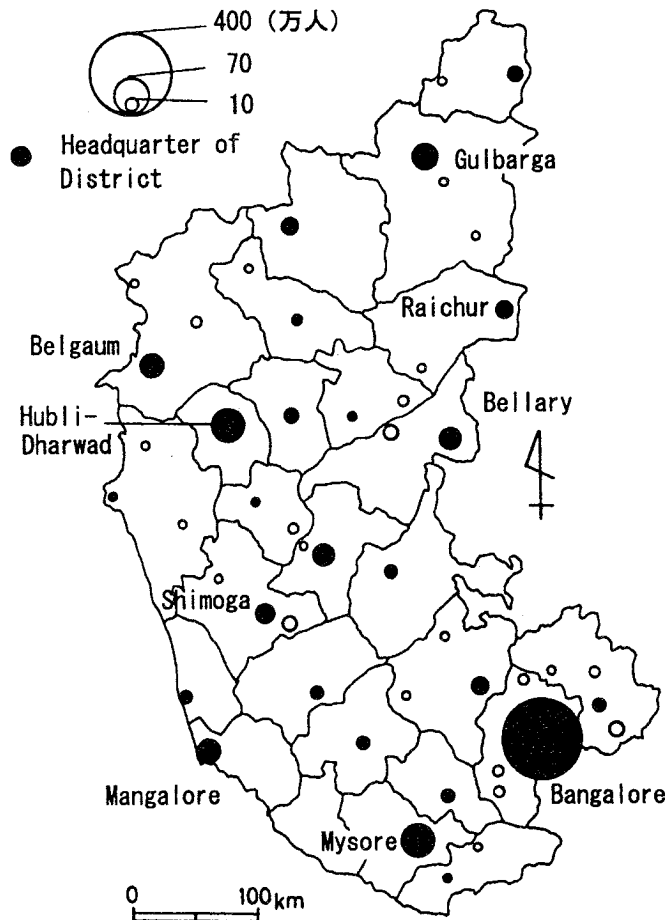 400 (万人)
70
10
Headquarter of
District
Gulbarga
Raichur
Belgaum
Bellary
Hubli-
Dharwad
Shimoga
Mangalore
Bangalore
Mysore
0 100km